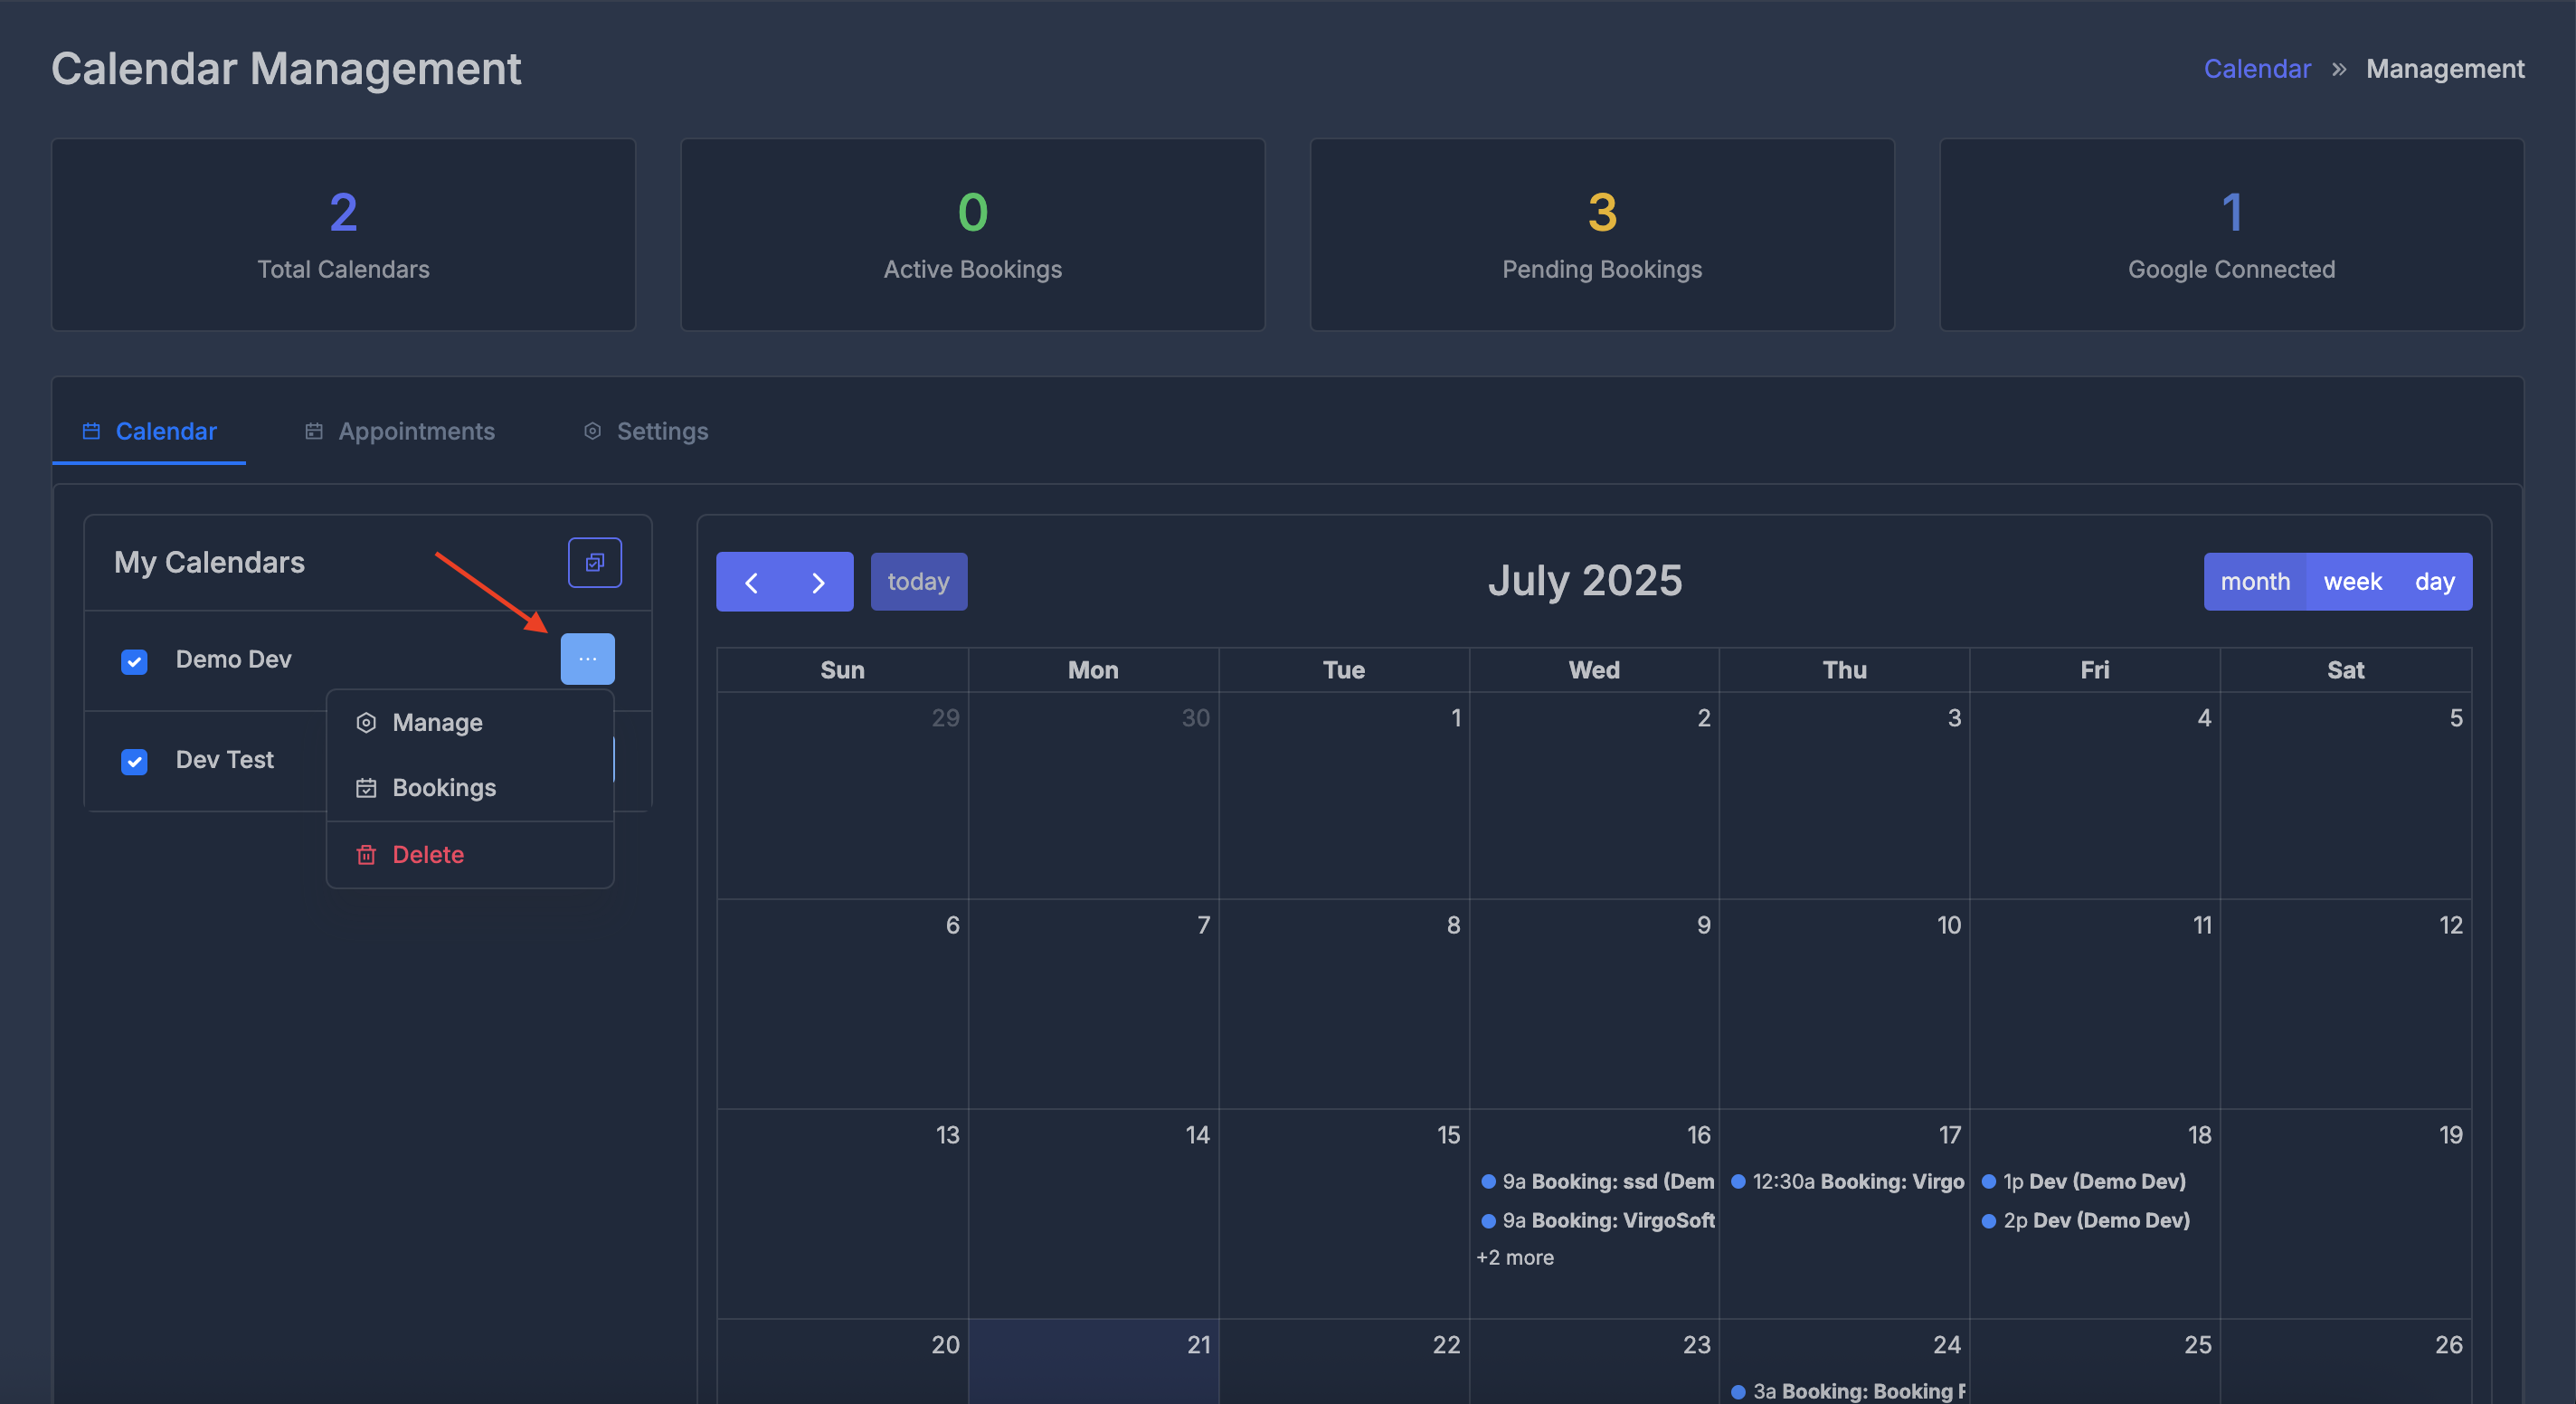 Calendar Management
Calendar » Management
2
Total Calendars
0
Active Bookings
3
Pending Bookings
1
Google Connected
Calendar
Appointments
Settings
My Calendars
Demo Dev
...
Manage
Dev Test
Bookings
Delete
today
July 2025
month week day
Sun Mon Tue Wed Thu Fri Sat
29 30 1 2 3 4 5
6 7 8 9 10 11 12
13 14 15 16 17 18 19
9a Booking: ssd (Dem
9a Booking: VirgoSoft
+2 more
12:30a Booking: Virgo
1p Dev (Demo Dev)
2p Dev (Demo Dev)
20 21 22 23 24 25 26
3a Booking: Booking F